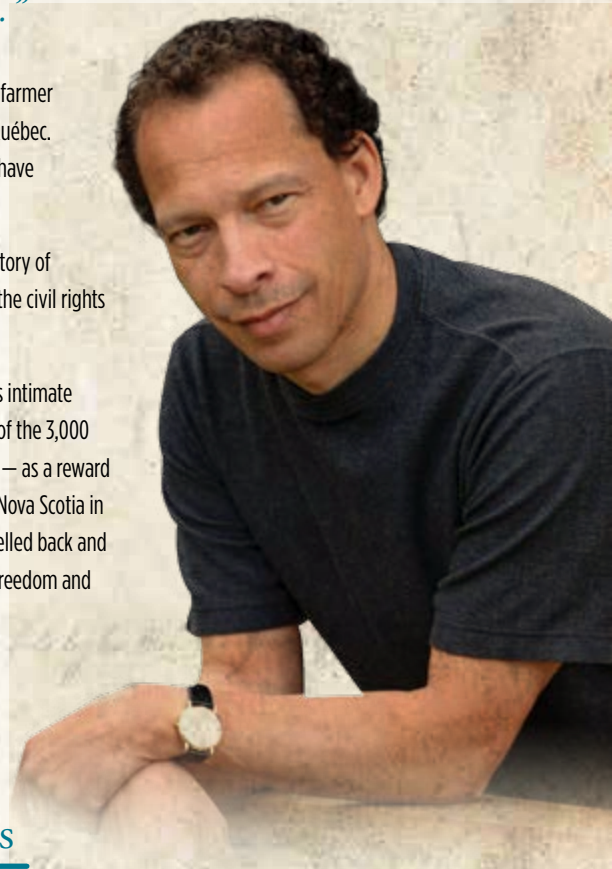 . ”
farmer
uébec.
have
tory of
the civil rights
s intimate
of the 3,000
– as a reward
Nova Scotia in
elled back and
freedom and
s